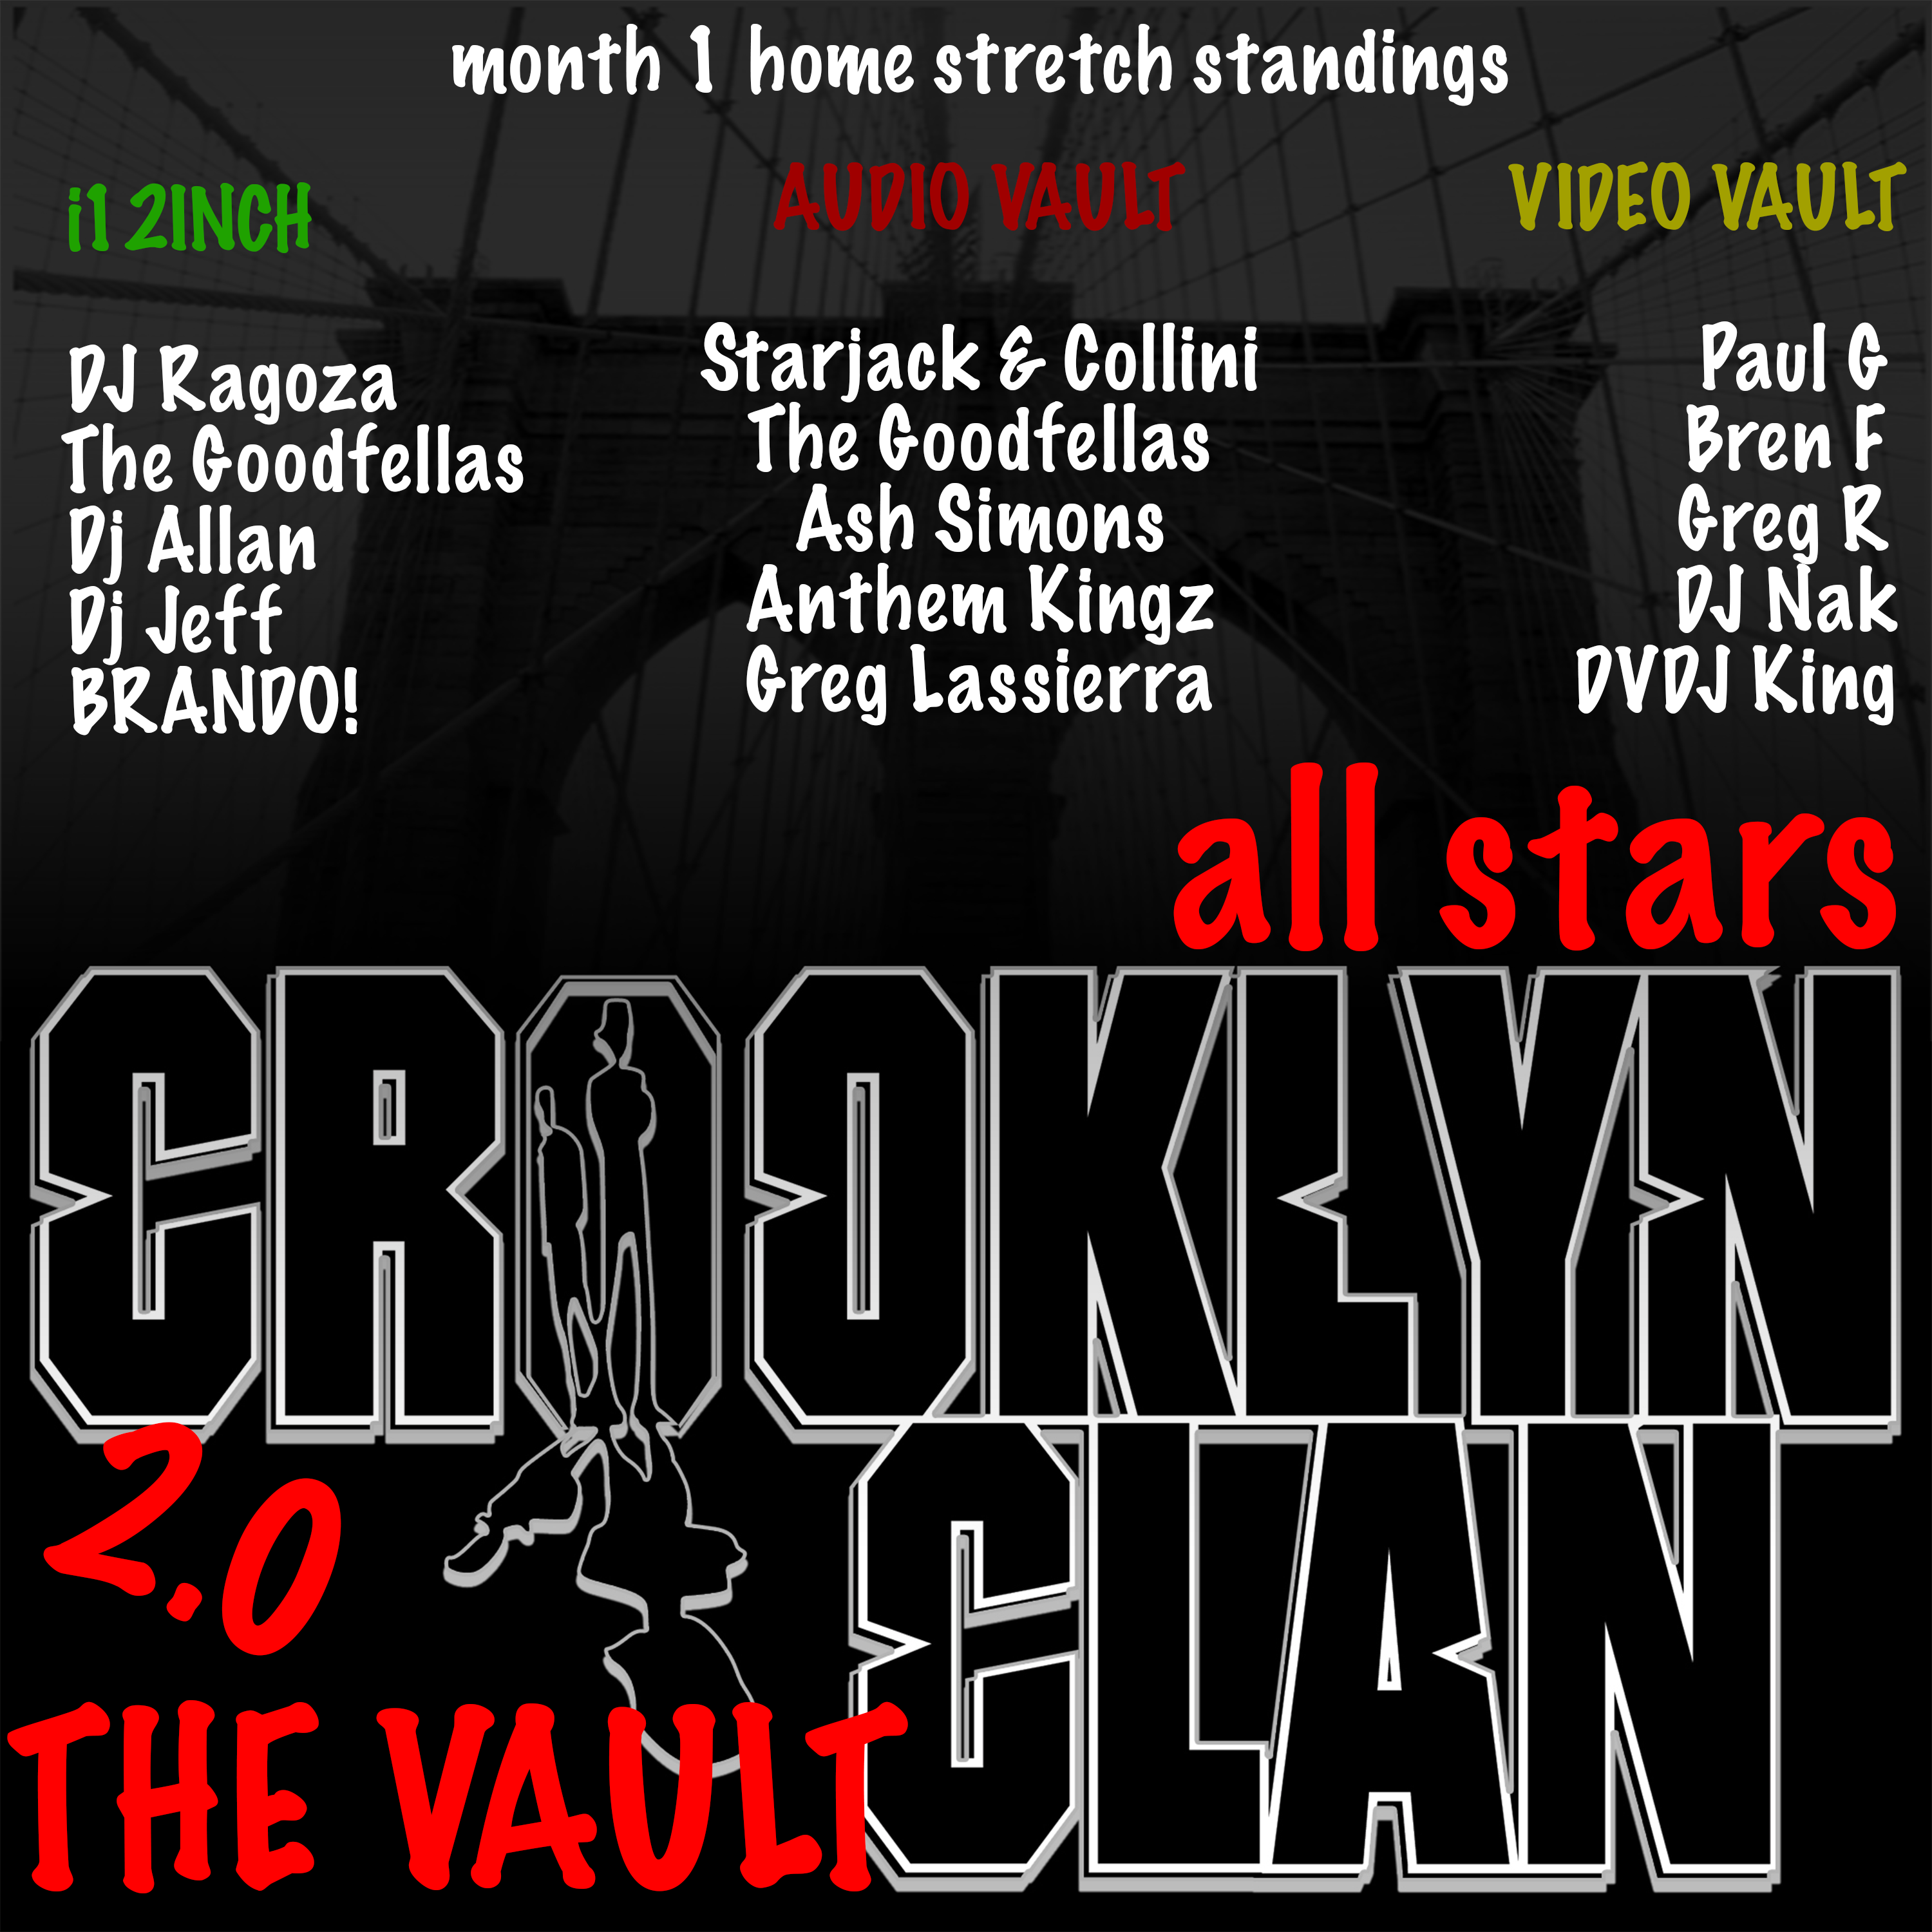 month 1 home stretch standings
i12INCH
DJ Ragoza
The Goodfellas
Dj Allan
Dj Jeff
BRANDO!
AUDIO VAULT
Starjack & Collini
The Goodfellas
Ash Simons
Anthem Kingz
Greg Lassierra
VIDEO VAULT
Paul G
Bren F
Greg R
DJ Nak
DVDJ King
all stars
CROOKLYN
CLAN
2.0
THE VAULT